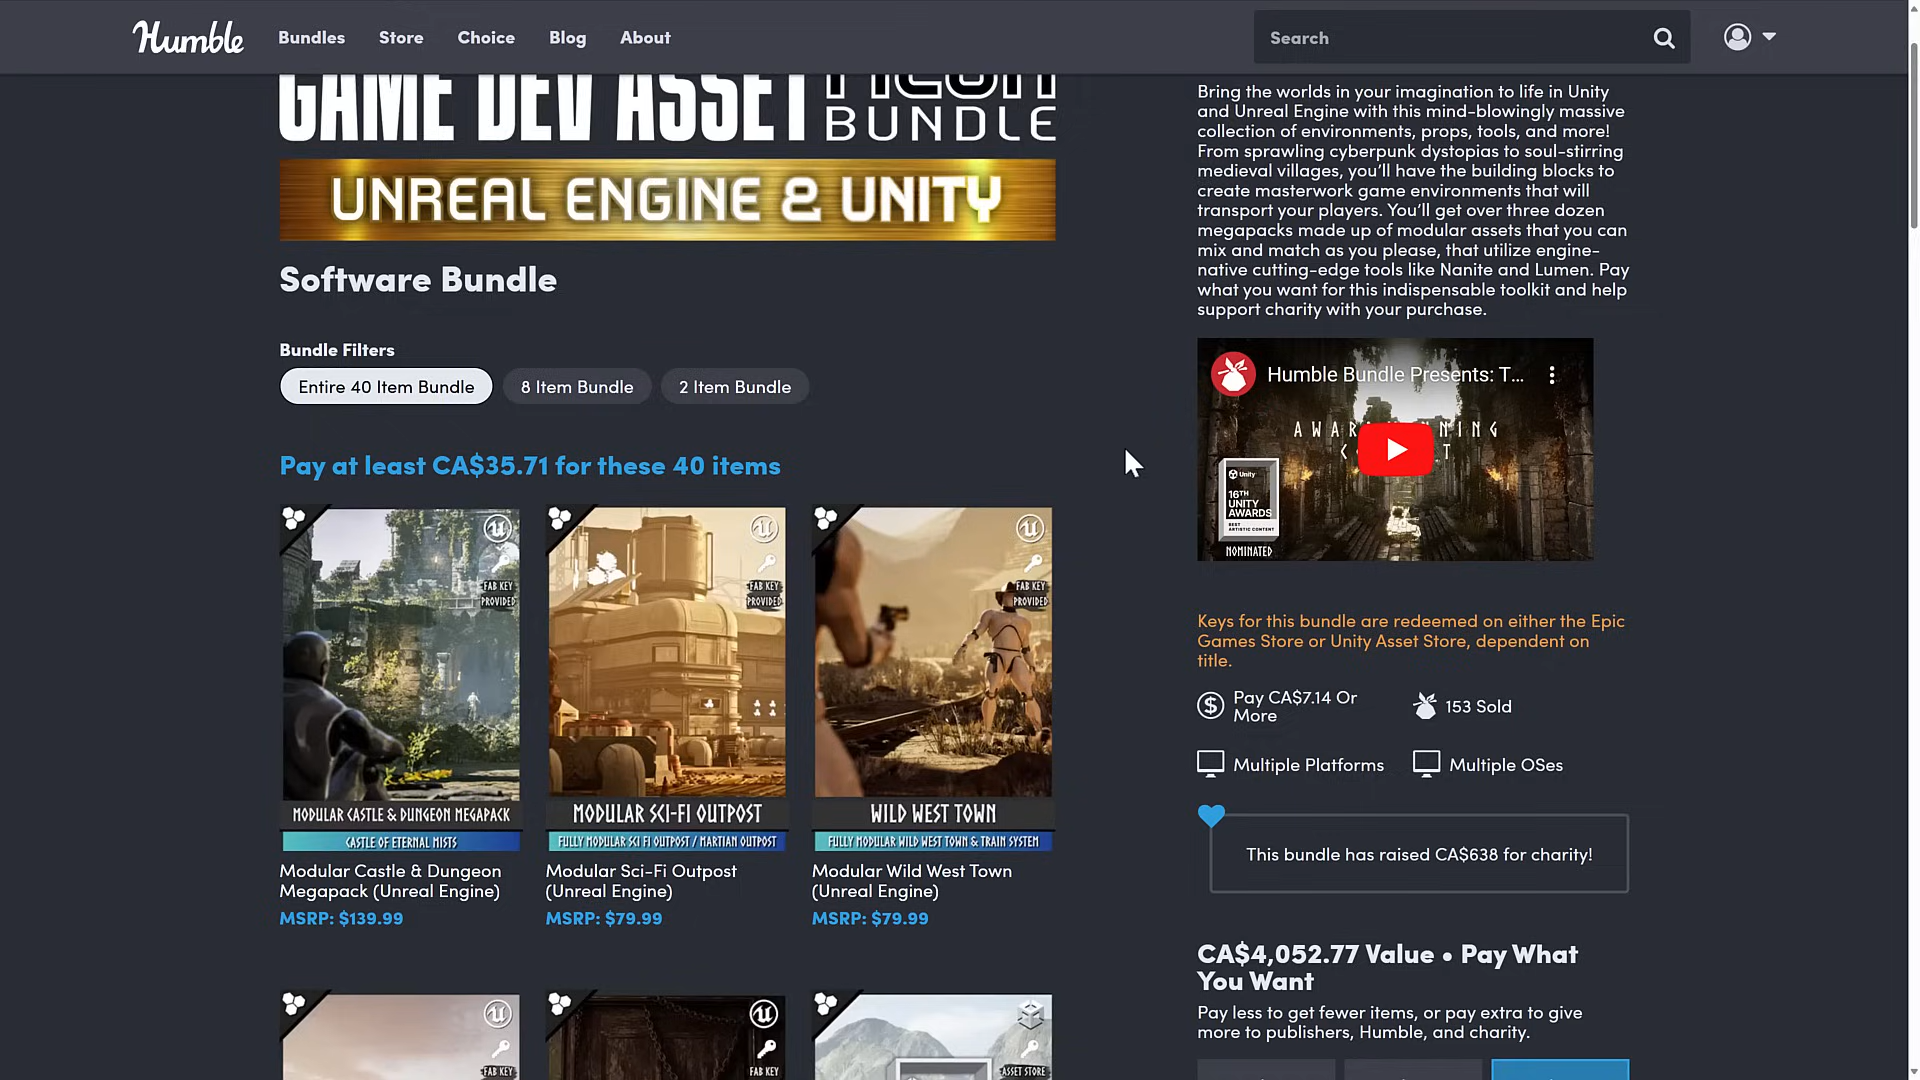 Humble
Bundles
Store
Choice
Blog
About
Search
GAME DEV ASSET
BUNDLE
UNREAL ENGINE & UNITY
Software Bundle
Bundle Filters
Entire 40 Item Bundle
8 Item Bundle
2 Item Bundle
Pay at least CA$35.71 for these 40 items
FAB KEY
PROVIDED
MODULAR CASTLE & DUNGEON MEGAPACK
CASTLE OF ETERNAL MISTS
Modular Castle & Dungeon
Megapack (Unreal Engine)
MSRP: $139.99
FAB KEY
PROVIDED
MODULAR SCI-FI OUTPOST
FULLY MODULAR SCI FI OUTPOST / MARTIAN OUTPOST
Modular Sci-Fi Outpost
(Unreal Engine)
MSRP: $79.99
FAB KEY
PROVIDED
WILD WEST TOWN
FULLY MODULAR WILD WEST TOWN & TRAIN SYSTEM
Modular Wild West Town
(Unreal Engine)
MSRP: $79.99
FAB KEY
FAB KEY
ASSET STORE
Bring the worlds in your imagination to life in Unity
and Unreal Engine with this mind-blowingly massive
collection of environments, props, tools, and more!
From sprawling cyberpunk dystopias to soul-stirring
medieval villages, you'll have the building blocks to
create masterwork game environments that will
transport your players. You'll get over three dozen
megapacks made up of modular assets that you can
mix and match as you please, that utilize engine-
native cutting-edge tools like Nanite and Lumen. Pay
what you want for this indispensable toolkit and help
support charity with your purchase.
Humble Bundle Presents: T...
Unity
16TH
UNITY
AWARDS
BEST
ARTISTIC CONTENT
NOMINATED
Keys for this bundle are redeemed on either the Epic
Games Store or Unity Asset Store, dependent on
title.
Pay CA$7.14 Or
More
153 Sold
Multiple Platforms
Multiple OSes
This bundle has raised CA$638 for charity!
CA$4,052.77 Value • Pay What
You Want
Pay less to get fewer items, or pay extra to give
more to publishers, Humble, and charity.